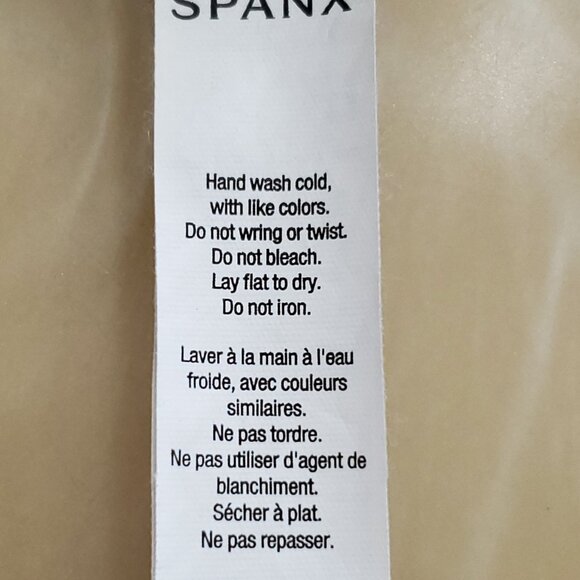 SPANX
Hand wash cold,
with like colors.
Do not wring or twist.
Do not bleach.
Lay flat to dry.
Do not iron.
Laver à la main à l'eau
froide, avec couleurs
similaires.
Ne pas tordre.
Ne pas utiliser d'agent de
blanchiment.
Sécher à plat.
Ne pas repasser.